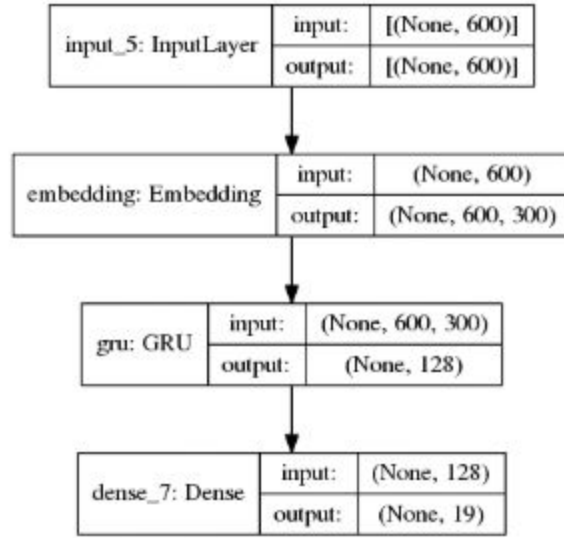 input_5: InputLayer
input: [(None, 600)]
output: [(None, 600)]
embedding: Embedding
input: (None, 600)
output: (None, 600, 300)
gru: GRU
input: (None, 600, 300)
output: (None, 128)
dense_7: Dense
input: (None, 128)
output: (None, 19)